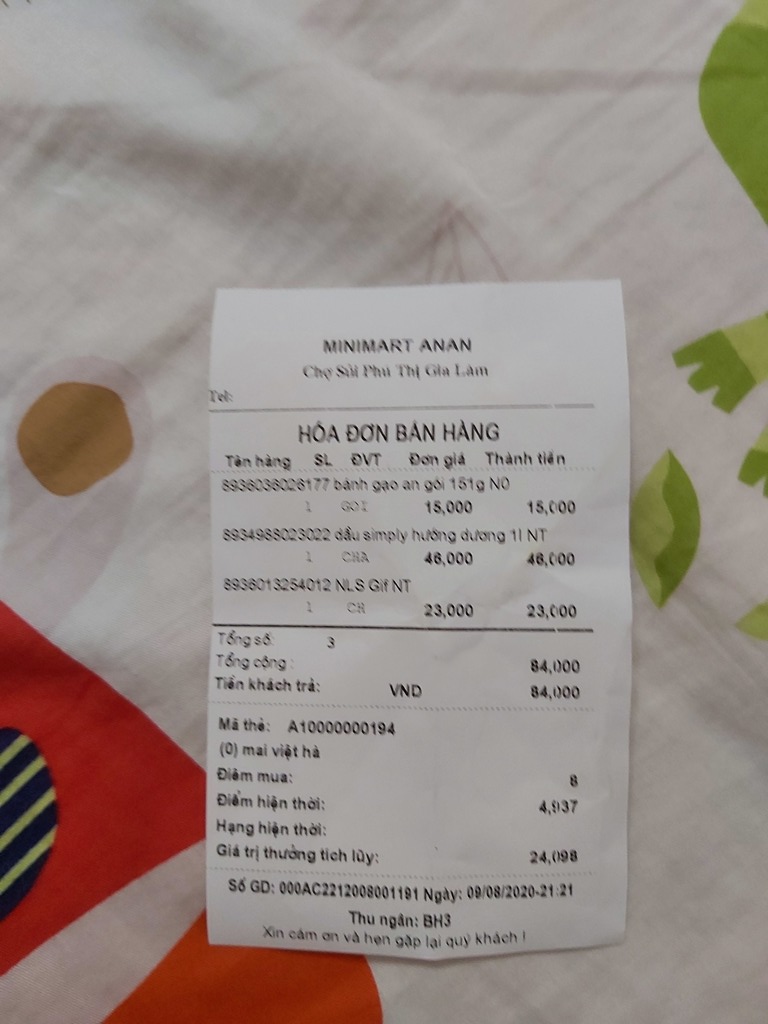 MINIMART ANAN
Chợ Sủi Phú Thị Gia Lâm
Tel:
HÓA ĐƠN BÁN HÀNG
Tên hàng SL ĐVT Đơn giá Thành tiền
8936036026177 bánh gạo an gói 151g N0
1 GOI 15,000 15,000
8934988023022 dầu simply hướng dương 1l NT
1 CHA 46,000 46,000
8936013254012 NLS Gif NT
1 CH 23,000 23,000
Tổng số: 3
Tổng cộng : 84,000
Tiền khách trả: VND 84,000
Mã thẻ: A10000000194
(0) mai việt hà
Điểm mua: 8
Điểm hiện thời: 4,937
Hạng hiện thời:
Giá trị thưởng tích lũy: 24,098
Số GD: 000AC2212008001191 Ngày: 09/08/2020-21:21
Thu ngân: BH3
Xin cám ơn và hẹn gặp lại quý khách !